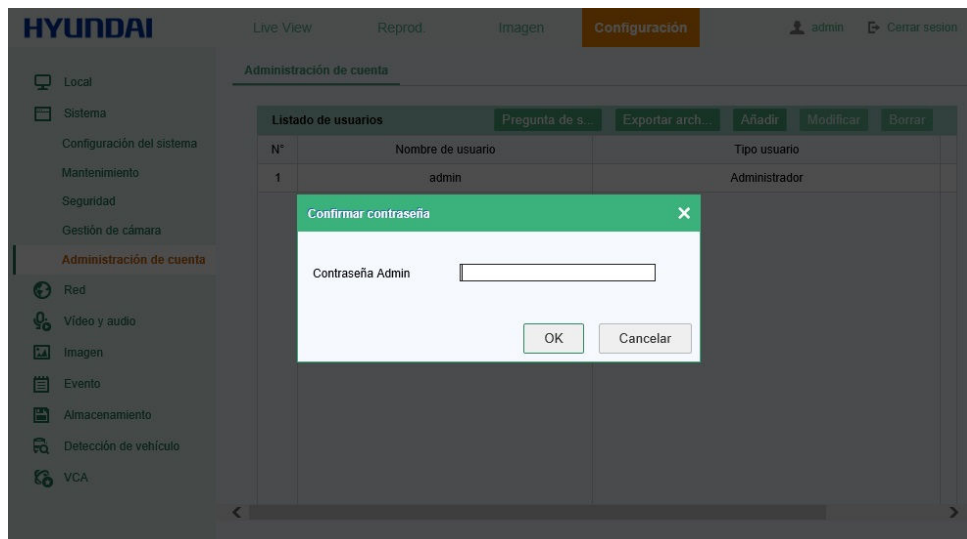 HYUNDAI
Live View Reprod. Imagen Configuración admin Cerrar sesion
Administración de cuenta
Local
Sistema
Configuración del sistema
Mantenimiento
Seguridad
Gestión de cámara
Administración de cuenta
Red
Vídeo y audio
Imagen
Evento
Almacenamiento
Detección de vehículo
VCA
Listado de usuarios Pregunta de s... Exportar arch... Añadir Modificar Borrar
N° Nombre de usuario Tipo usuario
1 admin Administrador
Confirmar contraseña
Contraseña Admin
OK Cancelar